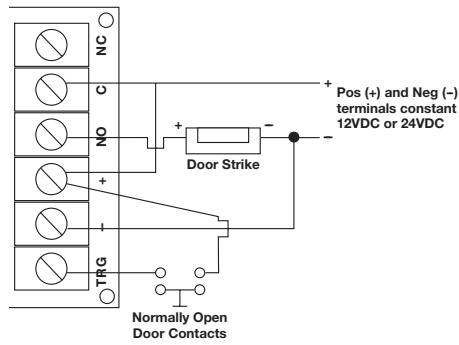 NC
C
NO
+
–
TRG
+
Pos (+) and Neg (–)
terminals constant
12VDC or 24VDC
–
+
–
Door Strike
Normally Open
Door Contacts